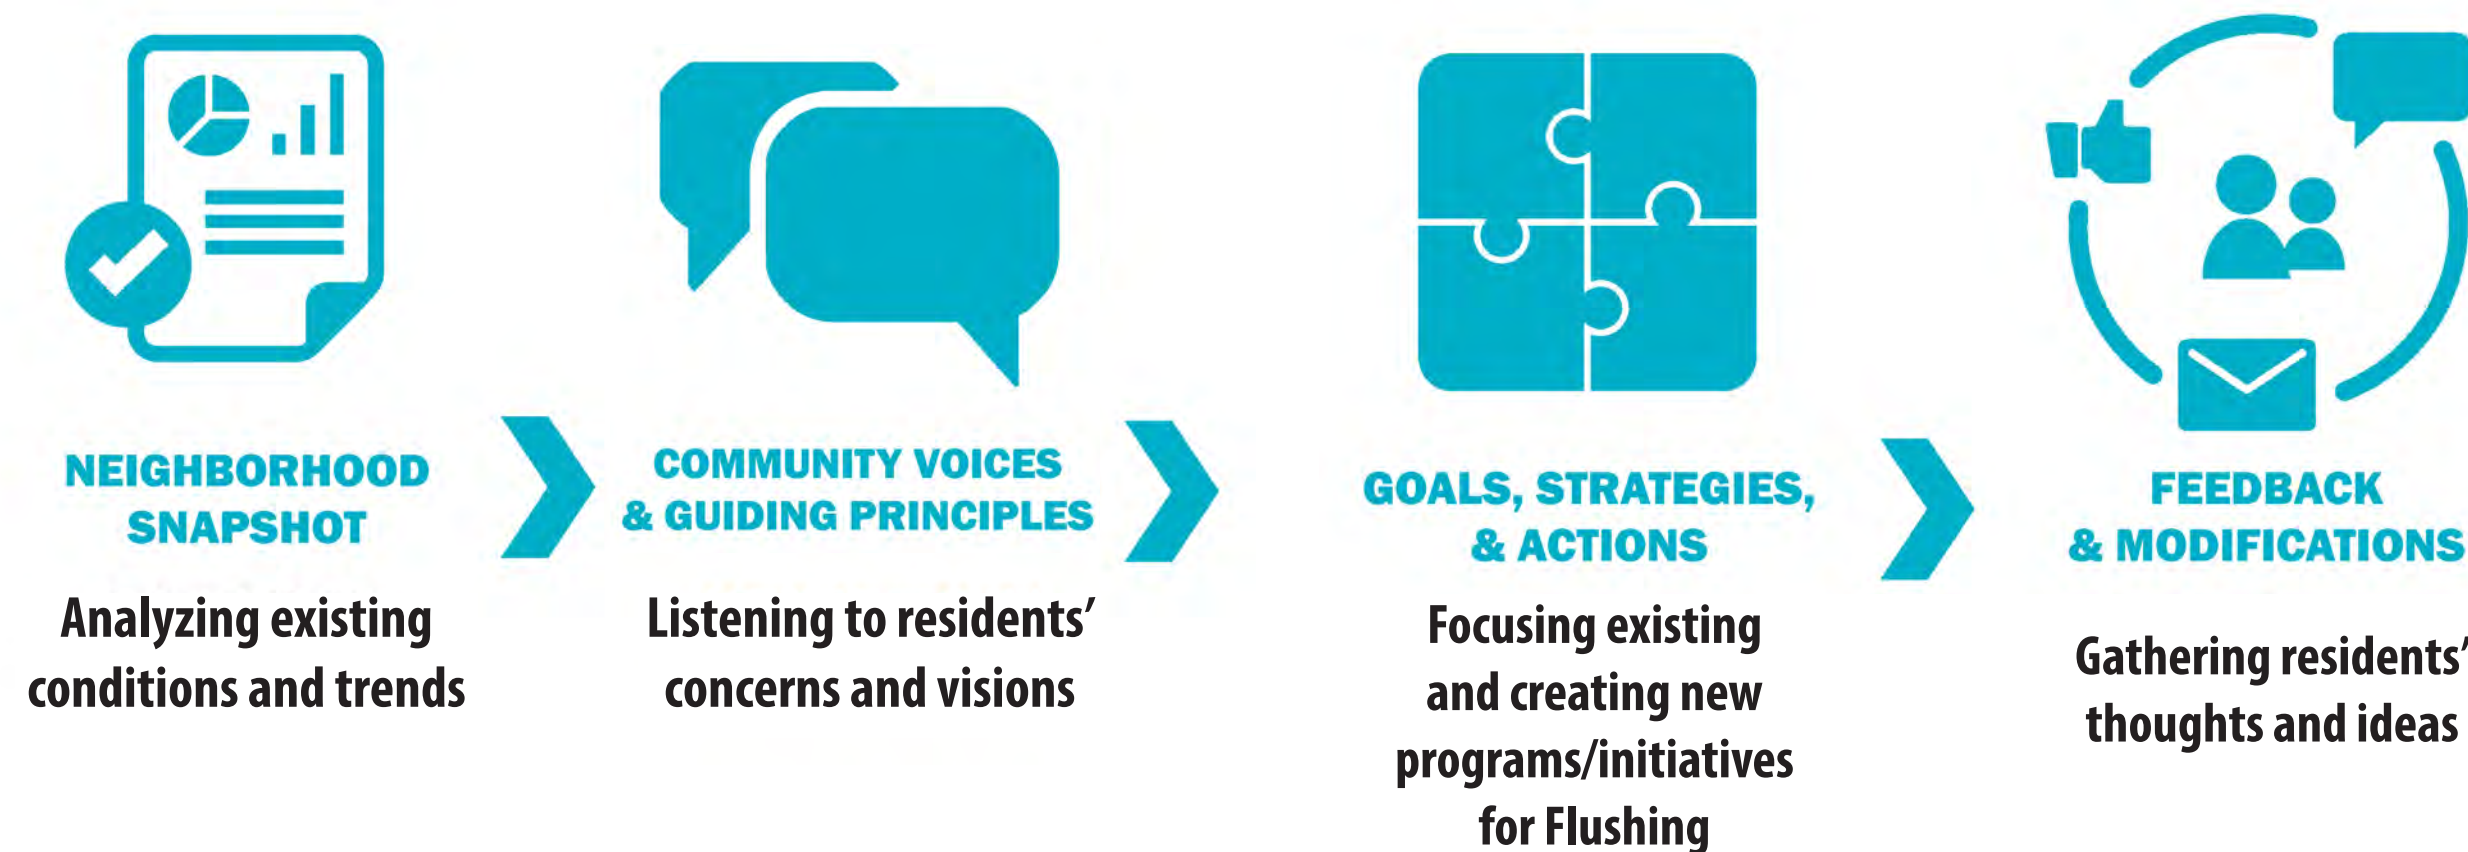 NEIGHBORHOOD
SNAPSHOT
Analyzing existing
conditions and trends
COMMUNITY VOICES
& GUIDING PRINCIPLES
Listening to residents’
concerns and visions
GOALS, STRATEGIES,
& ACTIONS
Focusing existing
and creating new
programs/initiatives
for Flushing
FEEDBACK
& MODIFICATIONS
Gathering residents’
thoughts and ideas